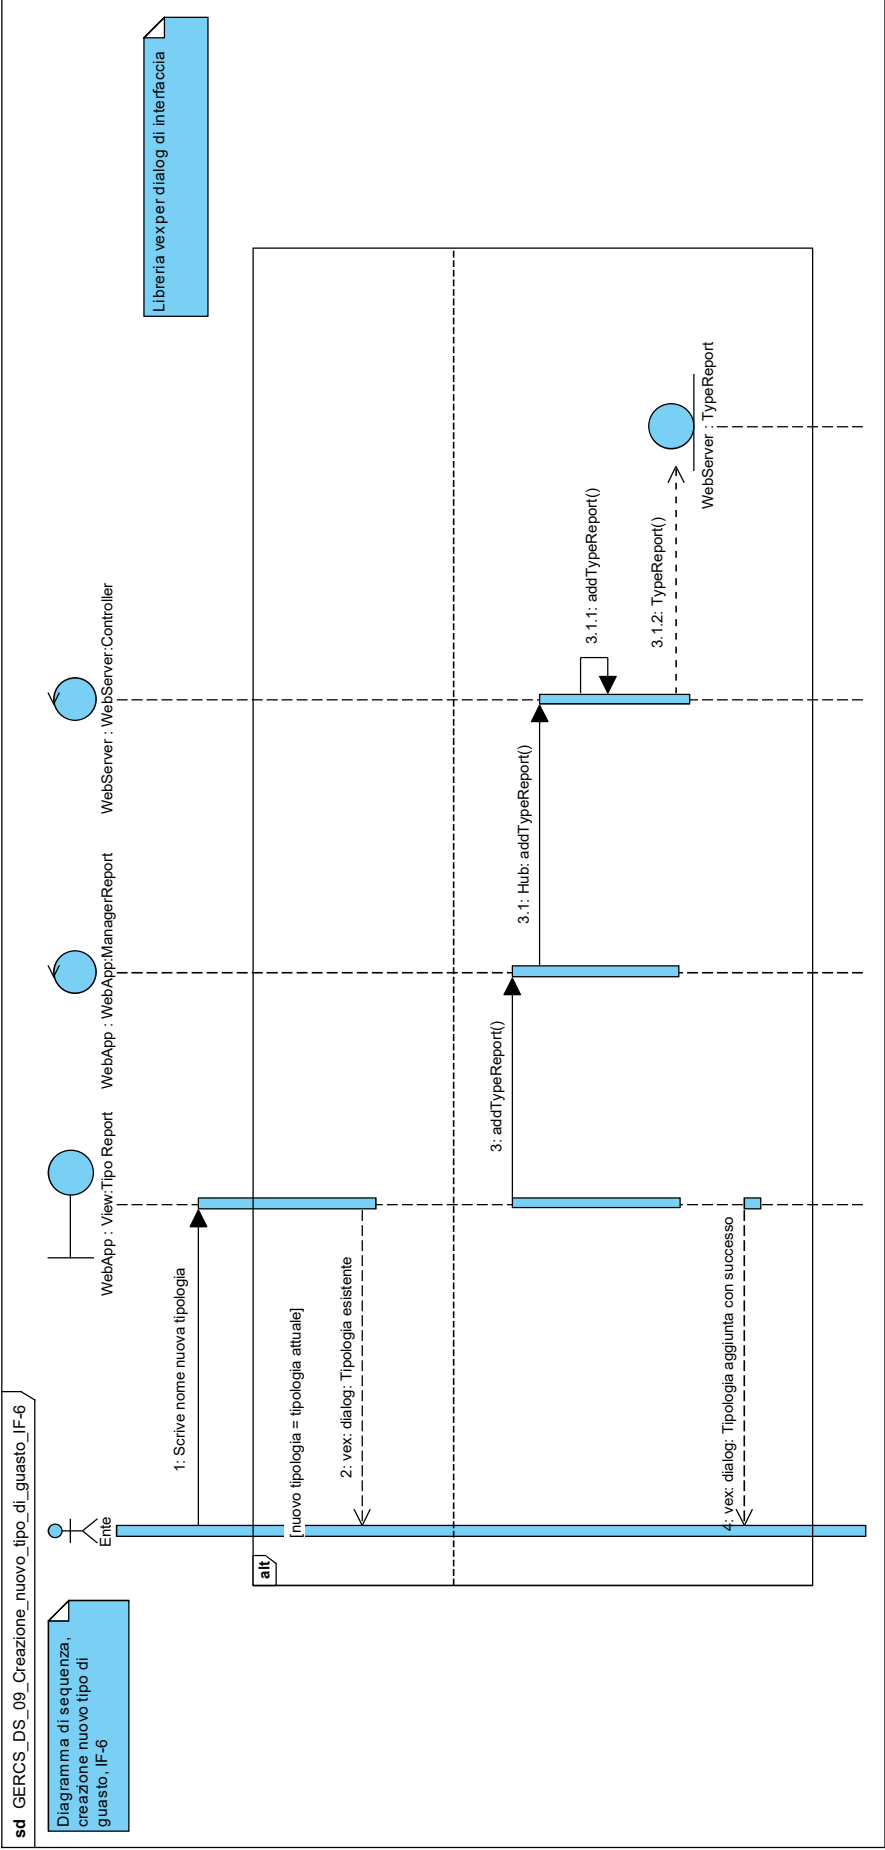 sd GERCS_DS_09_Creazione_nuovo_tipo_di_guasto_IF-6
Diagramma di sequenza,
creazione nuovo tipo di
guasto, IF-6
Ente
WebApp : View:Tipo Report
WebApp : WebApp:ManagerReport
WebServer : WebServer:Controller
Libreria vex per dialog di interfaccia
1: Scrive nome nuova tipologia
alt
[nuovo tipologia = tipologia attuale]
2: vex: dialog: Tipologia esistente
3: addTypeReport()
3.1: Hub: addTypeReport()
3.1.1: addTypeReport()
3.1.2: TypeReport()
WebServer : TypeReport
4: vex: dialog: Tipologia aggiunta con successo